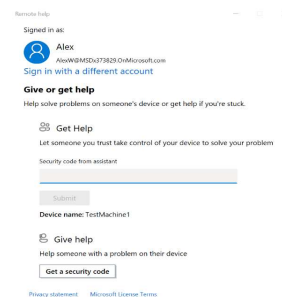 Remote help
Signed in as:
Alex
AlexW@MSDx373829.OnMicrosoft.com
Sign in with a different account
Give or get help
Help solve problems on someone's device or get help if you're stuck.
Get Help
Let someone you trust take control of your device to solve your problem
Security code from assistant
Submit
Device name: TestMachine1
Give help
Help someone with a problem on their device
Get a security code
Privacy statement Microsoft License Terms